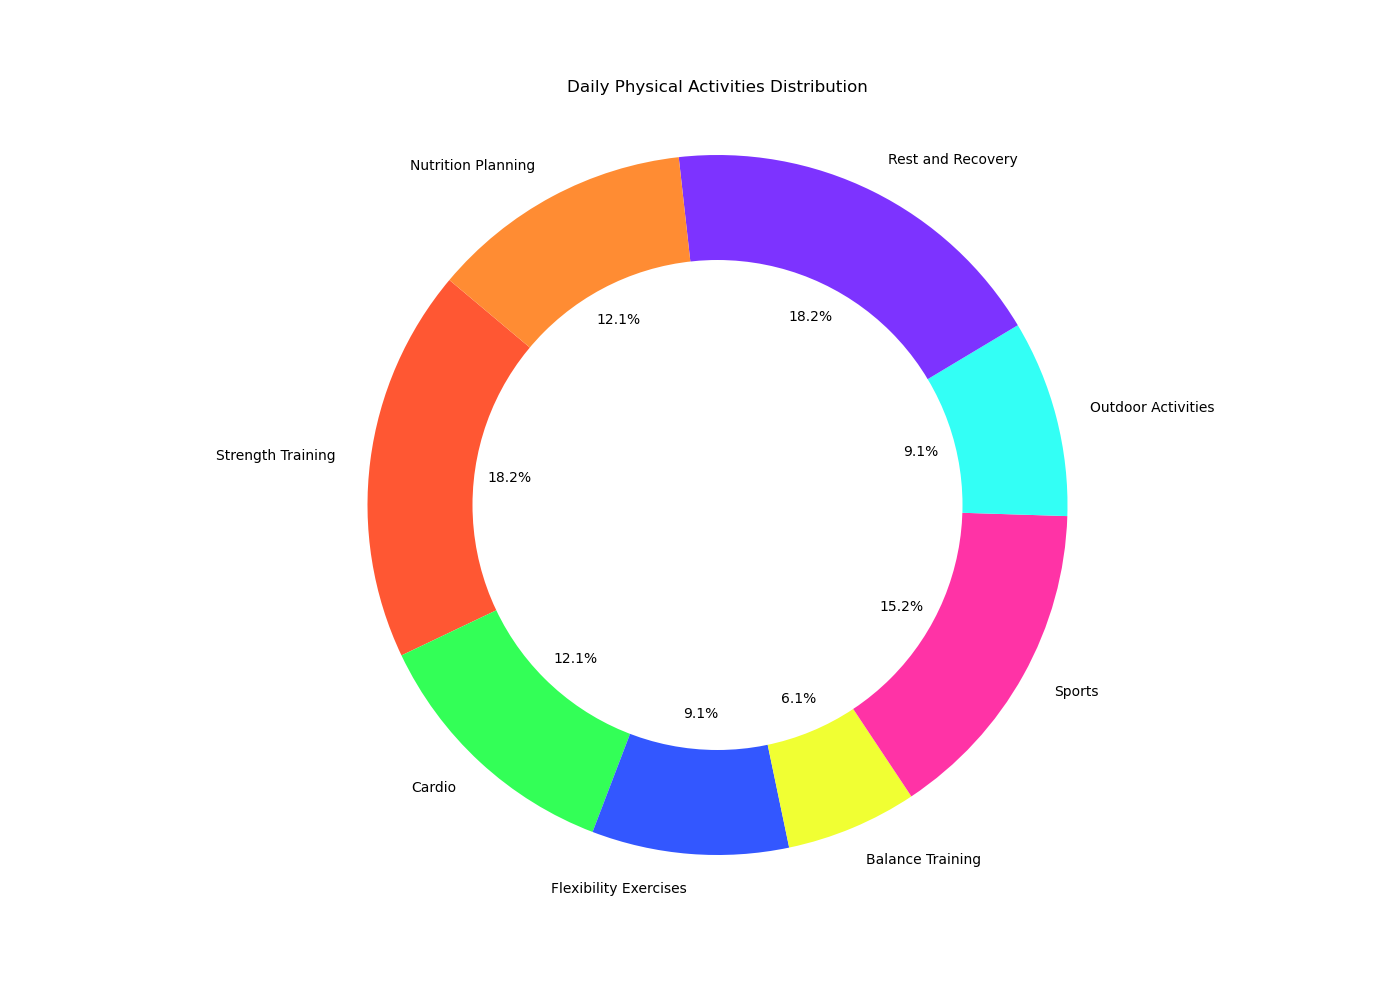 Daily Physical Activities Distribution
Rest and Recovery
Nutrition Planning
18.2%
12.1%
Outdoor Activities
9.1%
Strength Training
18.2%
15.2%
12.1%
Sports
6.1%
9.1%
Cardio
Balance Training
Flexibility Exercises